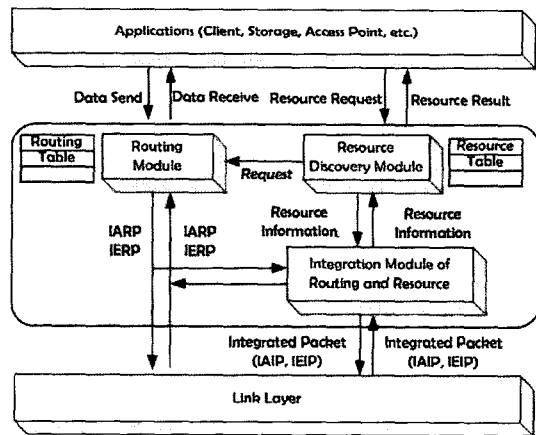 Applications (Client, Storage, Access Point, etc.)
Data Send
Data Receive
Resource Request
Resource Result
Routing
Table
Routing
Module
Request
Resource
Discovery Module
Resource
Table
IARP
IERP
IARP
IERP
Resource
Information
Resource
Information
Integration Module of
Routing and Resource
Integrated Packet
(IAIP, IEIP)
Integrated Packet
(IAIP, IEIP)
Link Layer